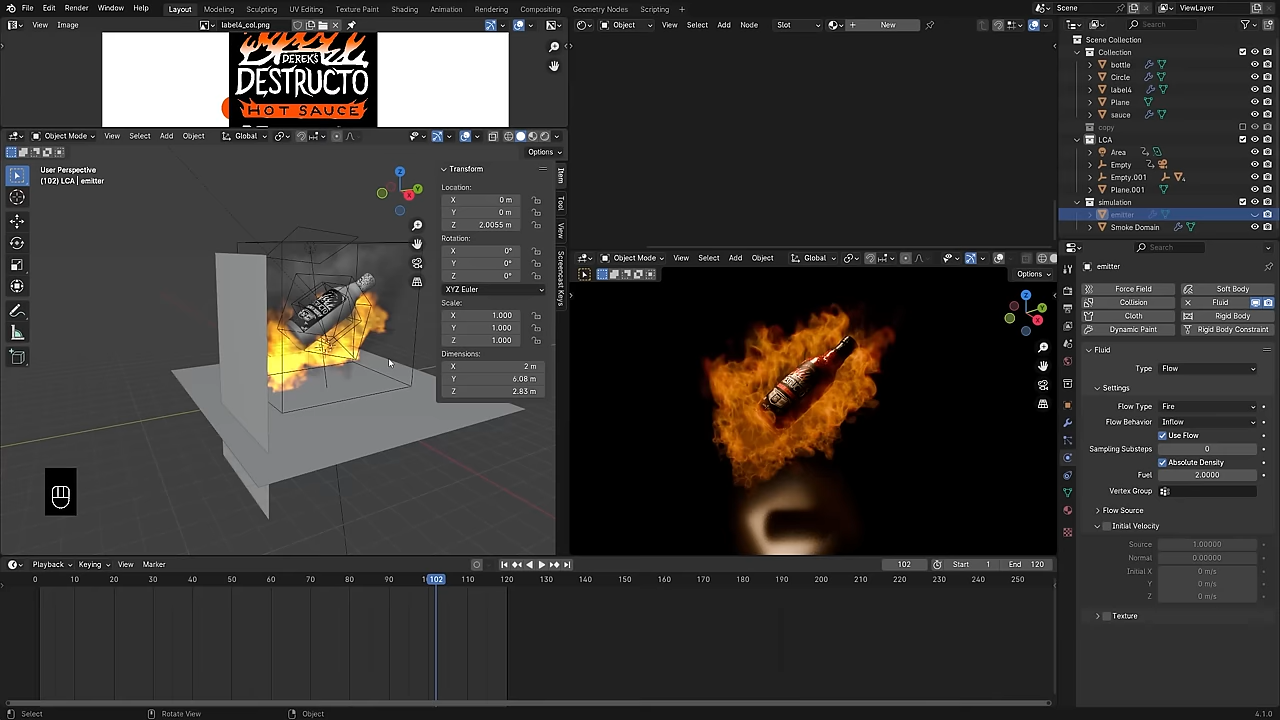 File Edit Render Window Help Layout Modeling Sculpting UV Editing Texture Paint Shading Animation Rendering Compositing Geometry Nodes Scripting Scene ViewLayer
View Image label4_col.png
Object View Select Add Node Slot New
Search
DEREK'S
DESTRUCTO
HOT SAUCE
Scene Collection
Collection
bottle
Circle
label4
Plane
sauce
copy
LCA
Area
Empty
Empty.001
Plane.001
simulation
emitter
Smoke Domain
Object Mode View Select Add Object Global
Options
User Perspective
(102) LCA | emitter
Transform
Location:
X 0 m
Y 0 m
Z 2.0055 m
Rotation:
X 0°
Y 0°
Z 0°
XYZ Euler
Scale:
X 1.000
Y 1.000
Z 1.000
Dimensions:
X 2 m
Y 6.08 m
Z 2.83 m
Item
Tool
View
Screencast Keys
Object Mode View Select Add Object Global
Options
Search
emitter
Force Field Soft Body
Collision Fluid
Cloth Rigid Body
Dynamic Paint Rigid Body Constraint
Fluid
Type Flow
Settings
Flow Type Fire
Flow Behavior Inflow
Use Flow
Sampling Substeps 0
Absolute Density
Fuel 2.0000
Vertex Group
Flow Source
Initial Velocity
Source 1.00000
Normal 0.00000
Initial X 0 m/s
Y 0 m/s
Z 0 m/s
Texture
Playback Keying View Marker 102 Start 1 End 120
0 10 20 30 40 50 60 70 80 90 102 110 120 130 140 150 160 170 180 190 200 210 220 230 240 250
Select Rotate View Object 4.1.0